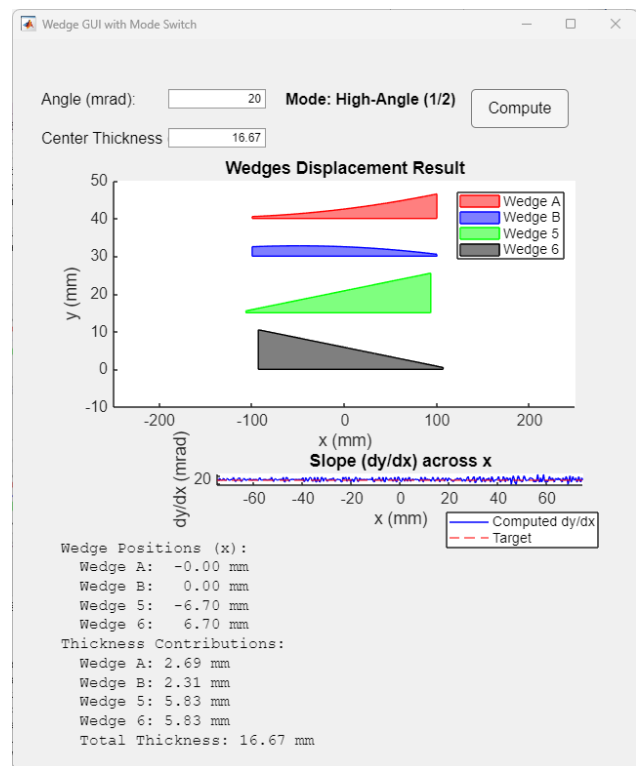 Wedge GUI with Mode Switch
Angle (mrad): 20 Mode: High-Angle (1/2) Compute
Center Thickness 16.67
Wedges Displacement Result
50
40
30
20
10
0
-10
y (mm)
Wedge A
Wedge B
Wedge 5
Wedge 6
-200 -100 0 100 200
x (mm)
Slope (dy/dx) across x
dy/dx (mrad)
20
-60 -40 -20 0 20 40 60
x (mm)
Computed dy/dx
Target
Wedge Positions (x):
Wedge A: -0.00 mm
Wedge B: 0.00 mm
Wedge 5: -6.70 mm
Wedge 6: 6.70 mm
Thickness Contributions:
Wedge A: 2.69 mm
Wedge B: 2.31 mm
Wedge 5: 5.83 mm
Wedge 6: 5.83 mm
Total Thickness: 16.67 mm